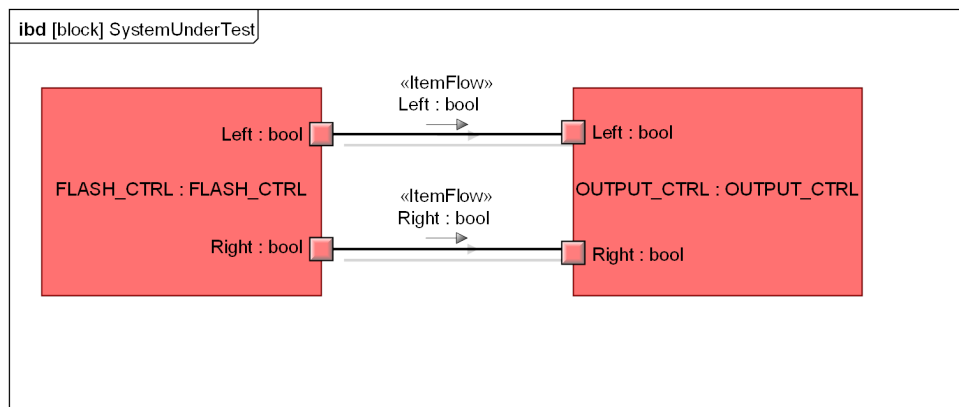 ibd [block] SystemUnderTest
«ItemFlow»
Left : bool
Left : bool
Left : bool
FLASH_CTRL : FLASH_CTRL
OUTPUT_CTRL : OUTPUT_CTRL
«ItemFlow»
Right : bool
Right : bool
Right : bool